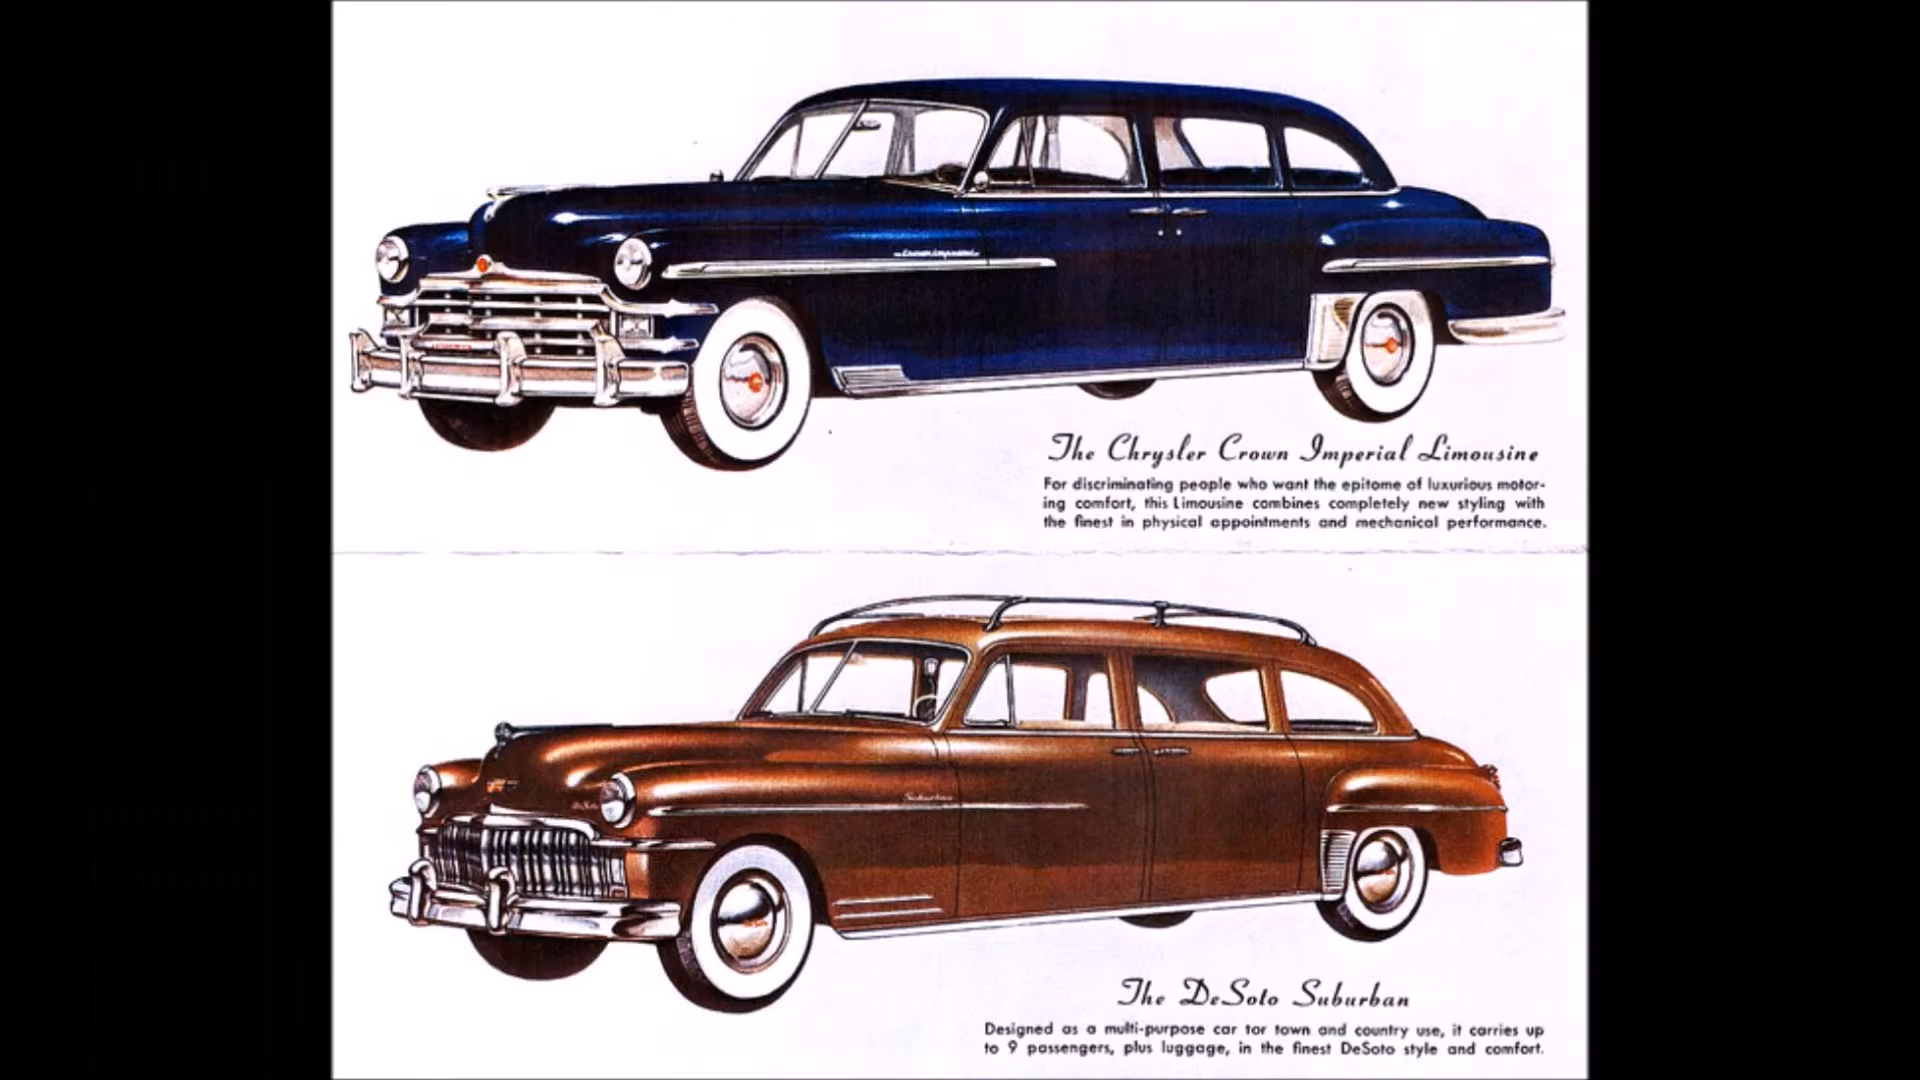 Crown Imperial
The Chrysler Crown Imperial Limousine
For discriminating people who want the epitome of luxurious motor-
ing comfort, this Limousine combines completely new styling with
the finest in physical appointments and mechanical performance.
Suburban
The DeSoto Suburban
Designed as a multi-purpose car for town and country use, it carries up
to 9 passengers, plus luggage, in the finest DeSoto style and comfort.